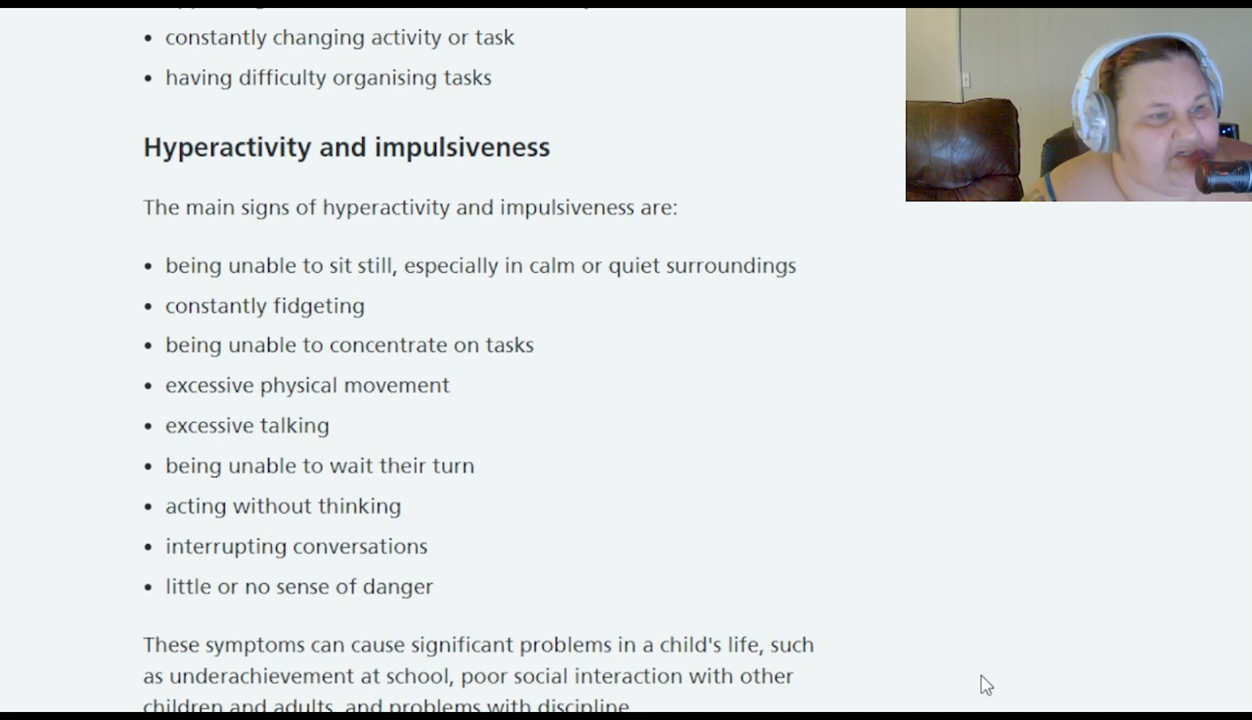 constantly changing activity or task
having difficulty organising tasks
Hyperactivity and impulsiveness
The main signs of hyperactivity and impulsiveness are:
being unable to sit still, especially in calm or quiet surroundings
constantly fidgeting
being unable to concentrate on tasks
excessive physical movement
excessive talking
being unable to wait their turn
acting without thinking
interrupting conversations
little or no sense of danger
These symptoms can cause significant problems in a child's life, such
as underachievement at school, poor social interaction with other
children and adults, and problems with discipline